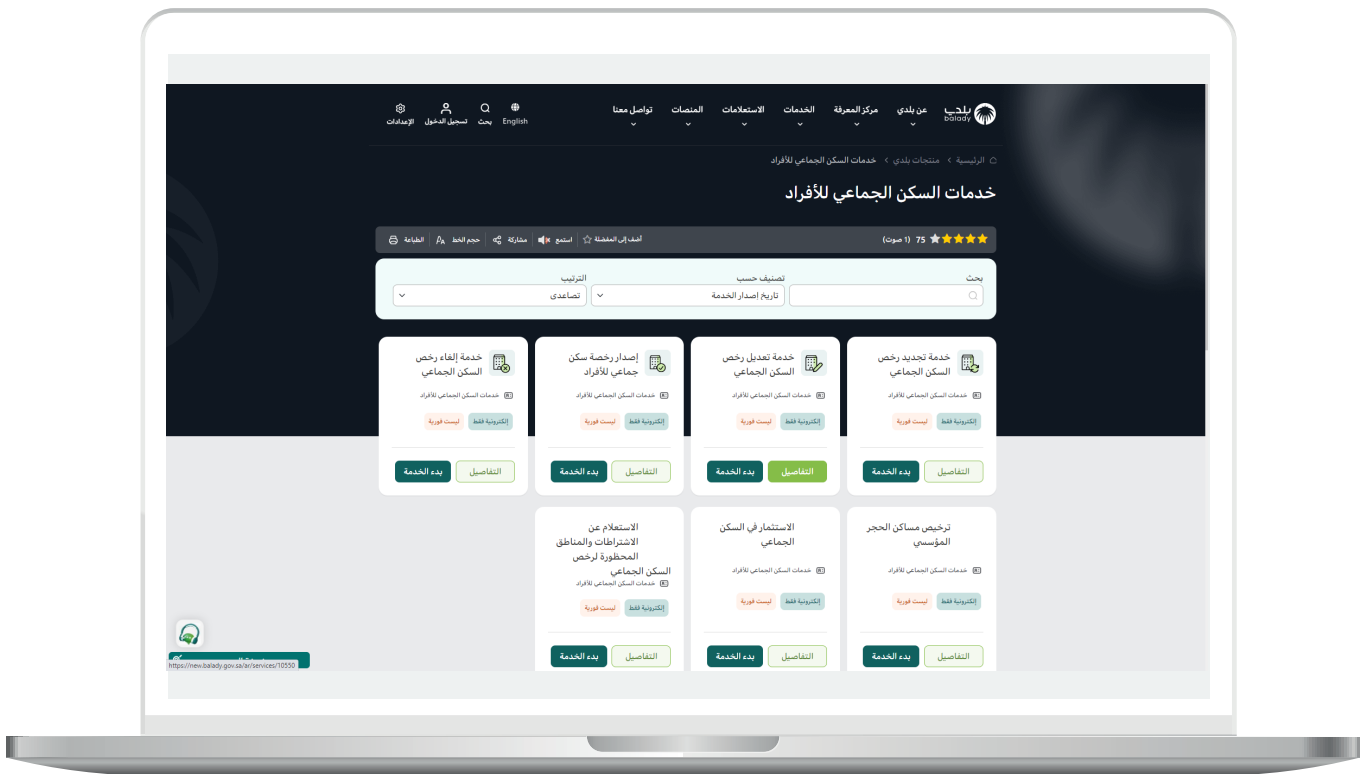 بلدي
balady
عن بلدي
مركز المعرفة
الخدمات
الاستعلامات
المنصات
تواصل معنا
English
بحث
تسجيل الدخول
الإعدادات
الرئيسية > منتجات بلدي > خدمات السكن الجماعي للأفراد
خدمات السكن الجماعي للأفراد
75 (1 صوت)
أضف إلى المفضلة
استمع
مشاركة
حجم الخط
الطباعة
بحث
تصنيف حسب
تاريخ إصدار الخدمة
الترتيب
تصاعدى
خدمة تجديد رخص
السكن الجماعي
خدمات السكن الجماعي للأفراد
إلكترونية فقط
ليست فورية
التفاصيل
بدء الخدمة
خدمة تعديل رخص
السكن الجماعي
خدمات السكن الجماعي للأفراد
إلكترونية فقط
ليست فورية
التفاصيل
بدء الخدمة
إصدار رخصة سكن
جماعي للأفراد
خدمات السكن الجماعي للأفراد
إلكترونية فقط
ليست فورية
التفاصيل
بدء الخدمة
خدمة إلغاء رخص
السكن الجماعي
خدمات السكن الجماعي للأفراد
إلكترونية فقط
ليست فورية
التفاصيل
بدء الخدمة
ترخيص مساكن الحجر
المؤسسي
خدمات السكن الجماعي للأفراد
إلكترونية فقط
ليست فورية
التفاصيل
بدء الخدمة
الاستثمار في السكن
الجماعي
خدمات السكن الجماعي للأفراد
إلكترونية فقط
ليست فورية
التفاصيل
بدء الخدمة
الاستعلام عن
الاشتراطات والمناطق
المحظورة لرخص
السكن الجماعي
خدمات السكن الجماعي للأفراد
إلكترونية فقط
ليست فورية
التفاصيل
بدء الخدمة
https://new.balady.gov.sa/ar/services/10550